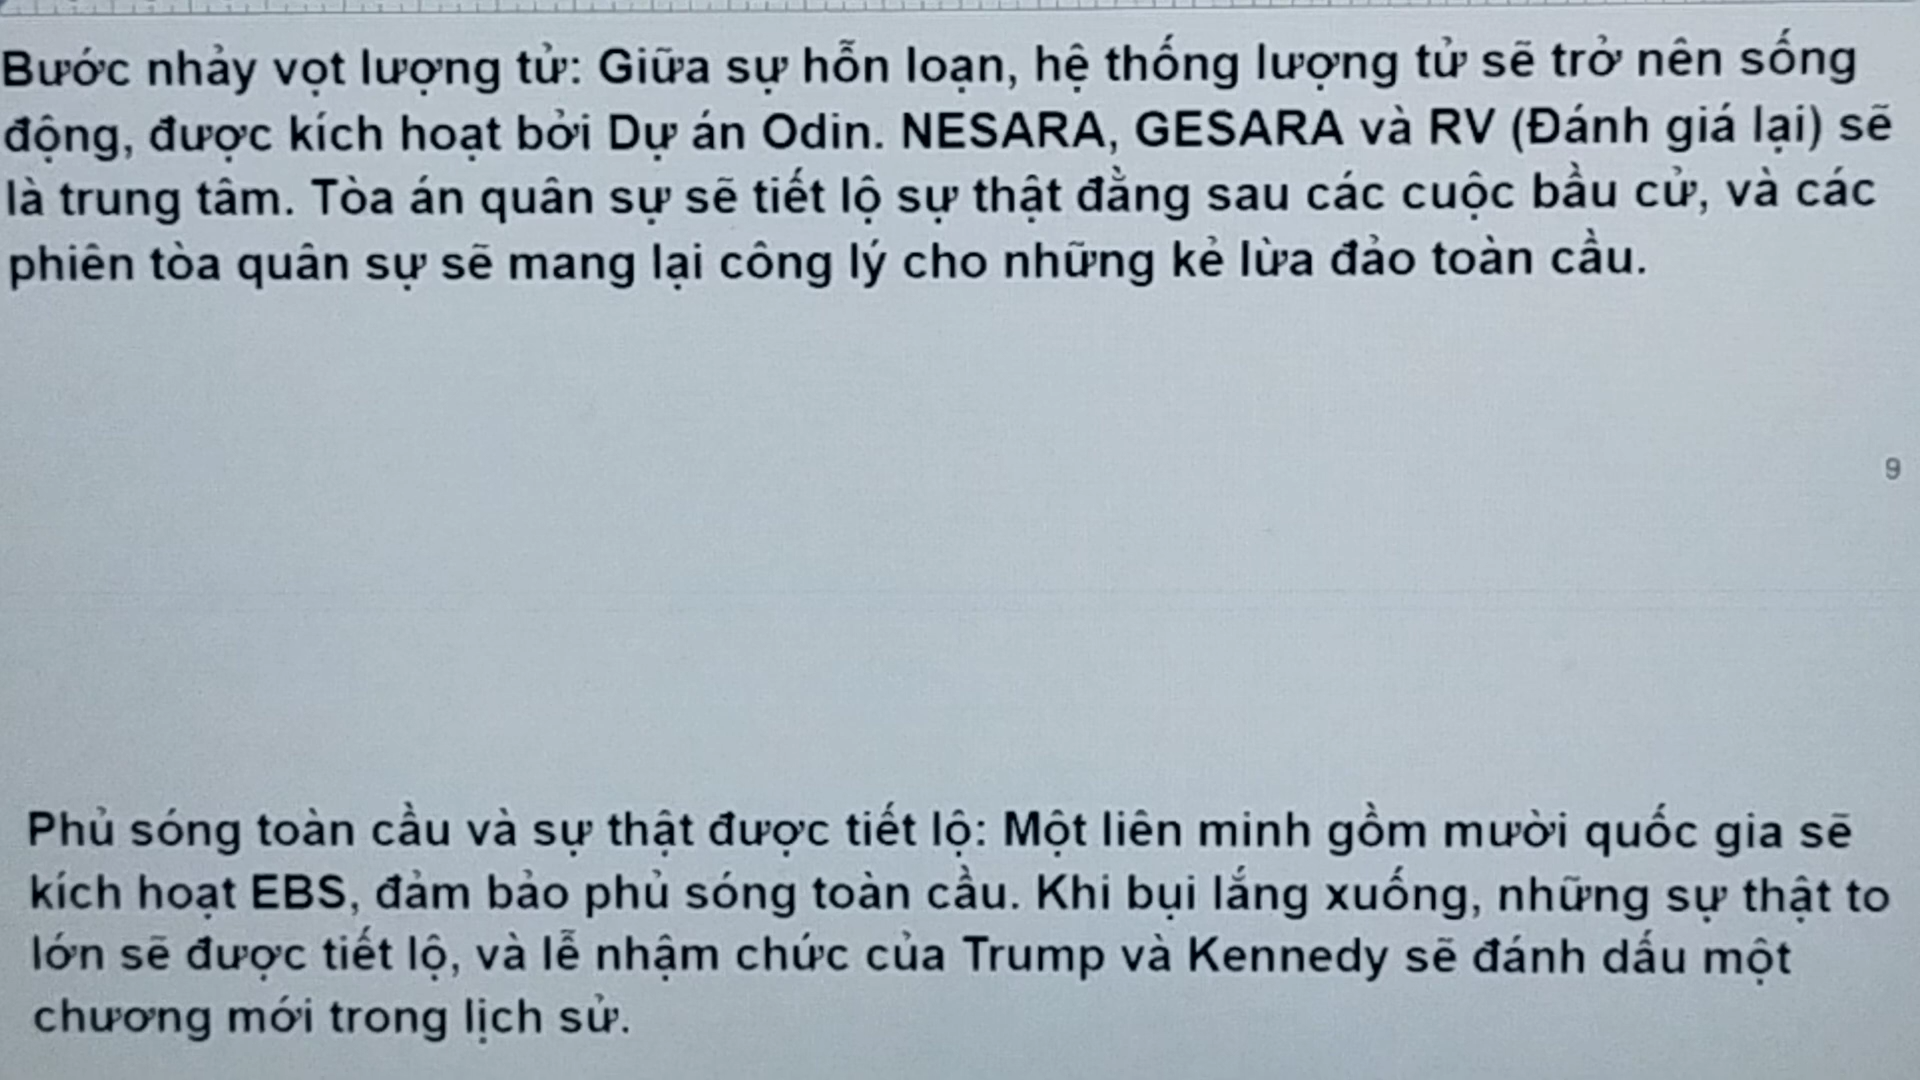 Bước nhảy vọt lượng tử: Giữa sự hỗn loạn, hệ thống lượng tử sẽ trở nên sống
động, được kích hoạt bởi Dự án Odin. NESARA, GESARA và RV (Đánh giá lại) sẽ
là trung tâm. Tòa án quân sự sẽ tiết lộ sự thật đằng sau các cuộc bầu cử, và các
phiên tòa quân sự sẽ mang lại công lý cho những kẻ lừa đảo toàn cầu.
9
Phủ sóng toàn cầu và sự thật được tiết lộ: Một liên minh gồm mười quốc gia sẽ
kích hoạt EBS, đảm bảo phủ sóng toàn cầu. Khi bụi lắng xuống, những sự thật to
lớn sẽ được tiết lộ, và lễ nhậm chức của Trump và Kennedy sẽ đánh dấu một
chương mới trong lịch sử.